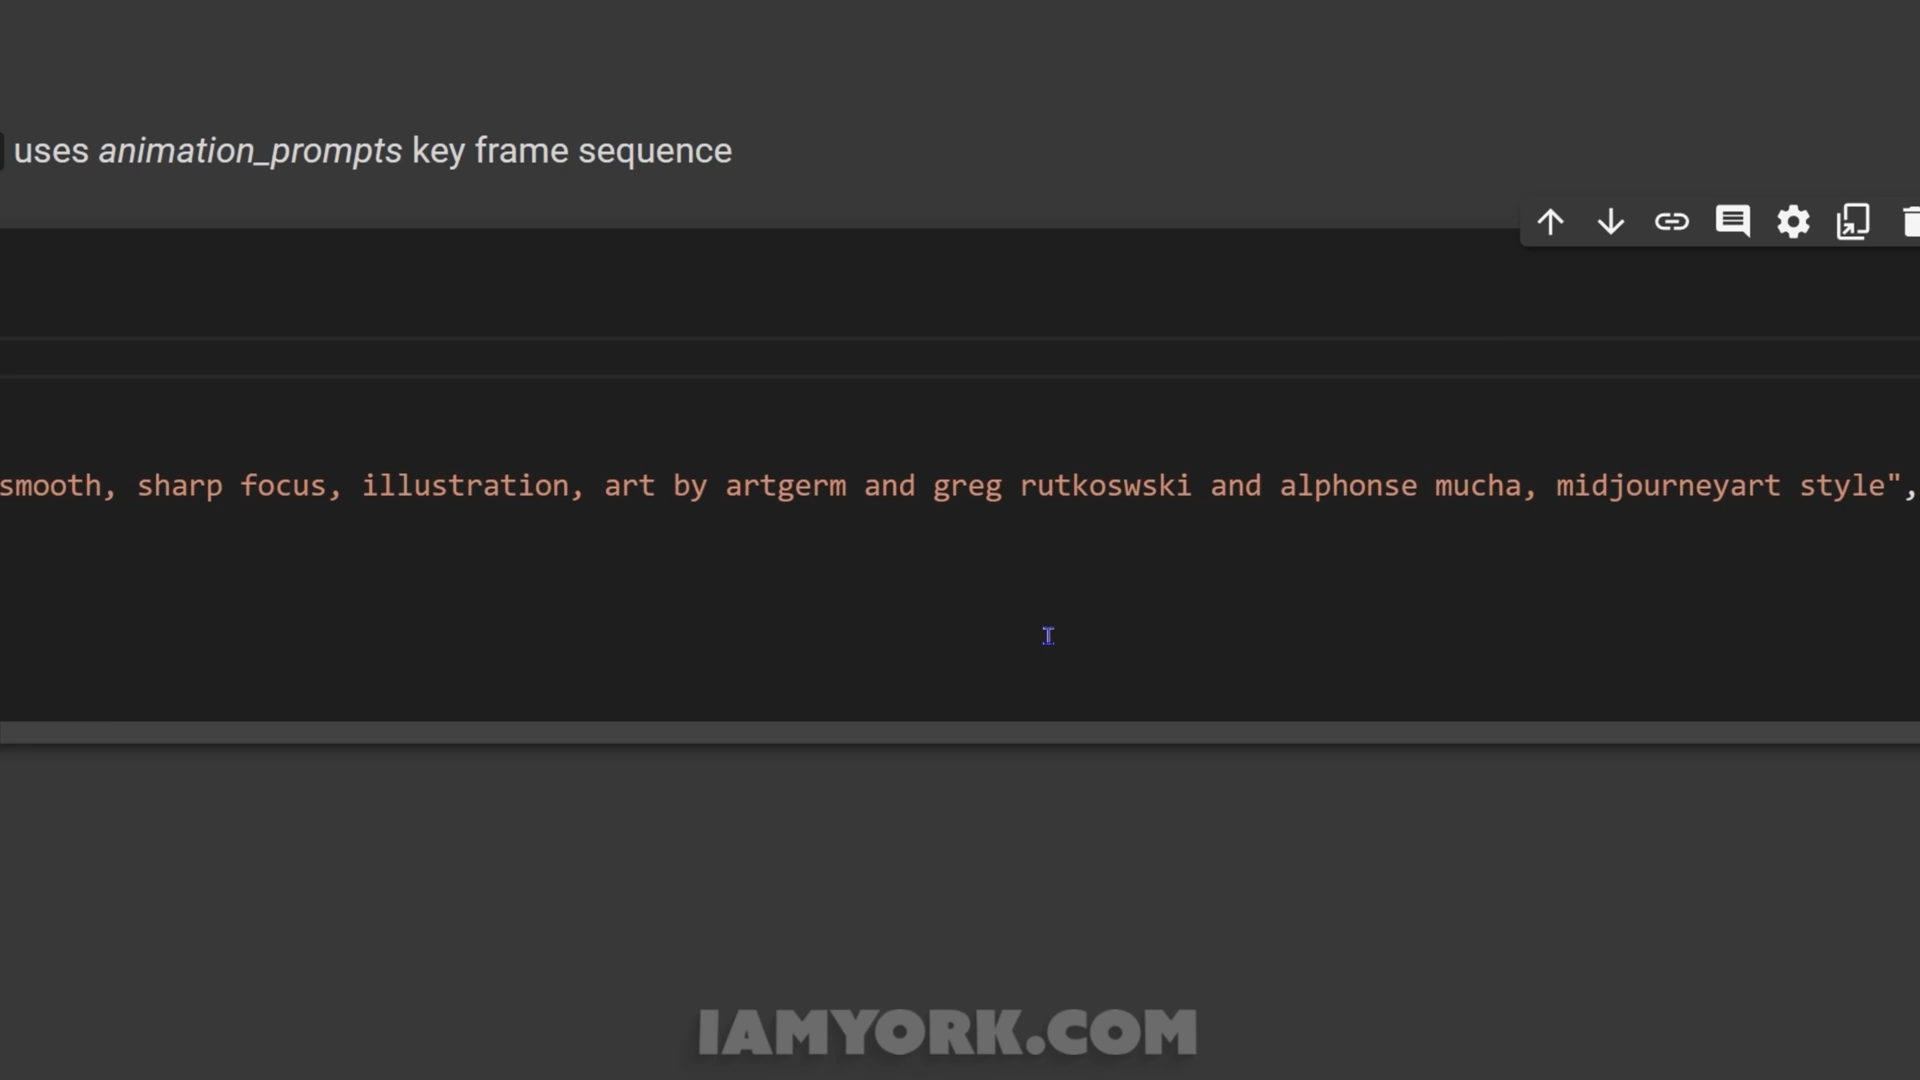 uses animation_prompts key frame sequence
smooth, sharp focus, illustration, art by artgerm and greg rutkoswski and alphonse mucha, midjourneyart style",
IAMYORK.COM